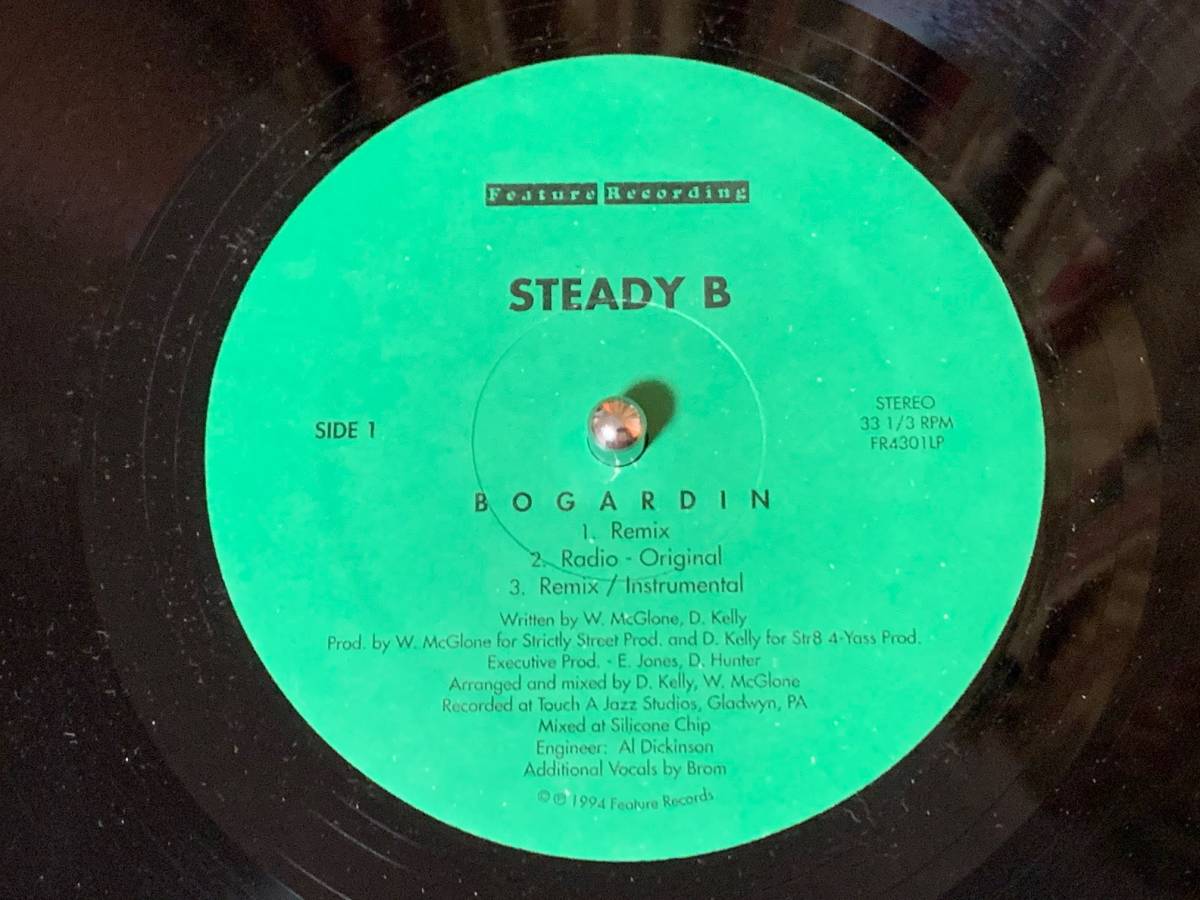 Feature Recording
STEADY B
SIDE 1
STEREO
33 1/3 RPM
FR4301LP
BOGARDIN
1. Remix
2. Radio - Original
3. Remix / Instrumental
Written by W. McGlone, D. Kelly
Prod. by W. McGlone for Strictly Street Prod. and D. Kelly for Str8 4-Yass Prod.
Executive Prod. - E. Jones, D. Hunter
Arranged and mixed by D. Kelly, W. McGlone
Recorded at Touch A Jazz Studios, Gladwyn, PA
Mixed at Silicone Chip
Engineer: Al Dickinson
Additional Vocals by Brom
©℗ 1994 Feature Records